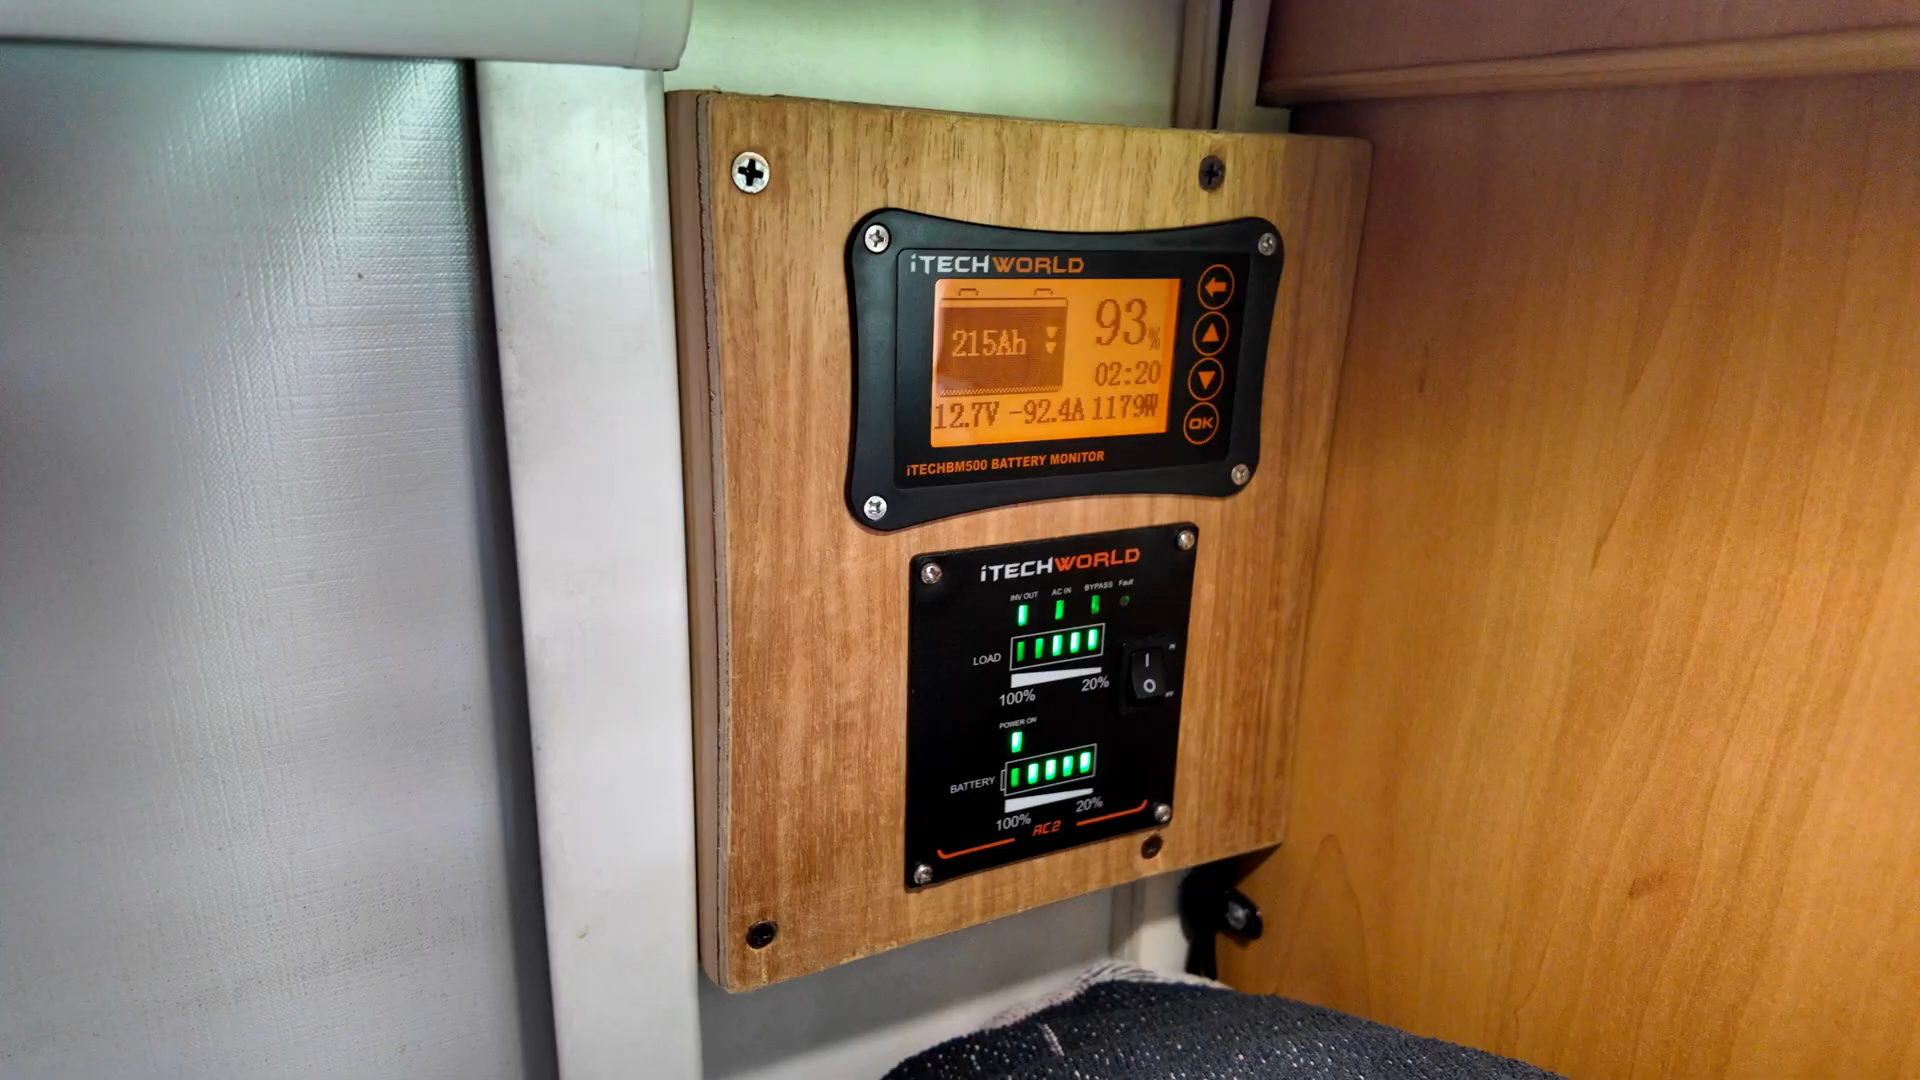 iTECHWORLD
215Ah
93%
02:20
12.7V -92.4A 1179W
OK
iTECHBM500 BATTERY MONITOR
iTECHWORLD
INV OUT AC IN BYPASS Fault
LOAD
100% 20%
I
O
POWER ON
BATTERY
100% 20%
AC2